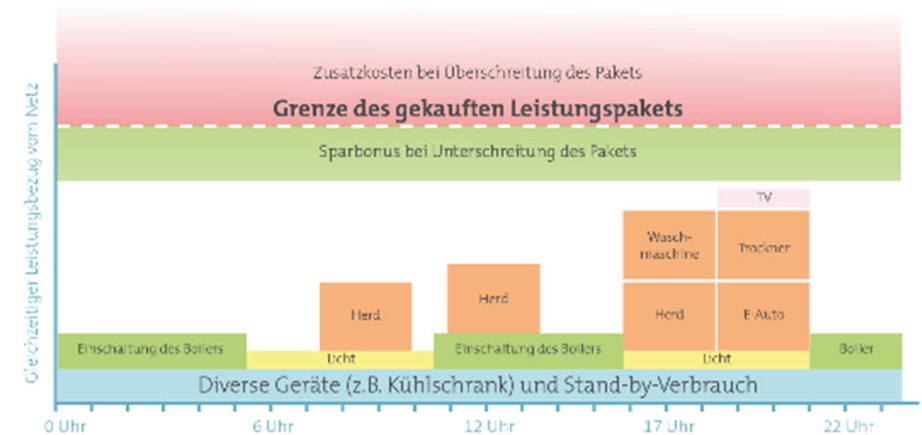 Zusatzkosten bei Überschreitung des Pakets
Grenze des gekauften Leistungspakets
Sparbonus bei Unterschreitung des Pakets
Gleichzeitiger Leistungsbezug vom Netz
TV
Wasch-
maschine
Trockner
Herd
Herd
Herd
E-Auto
Einschaltung des Boilers
Licht
Einschaltung des Boilers
Licht
Boiler
Diverse Geräte (z.B. Kühlschrank) und Stand-by-Verbrauch
0 Uhr
6 Uhr
12 Uhr
17 Uhr
22 Uhr